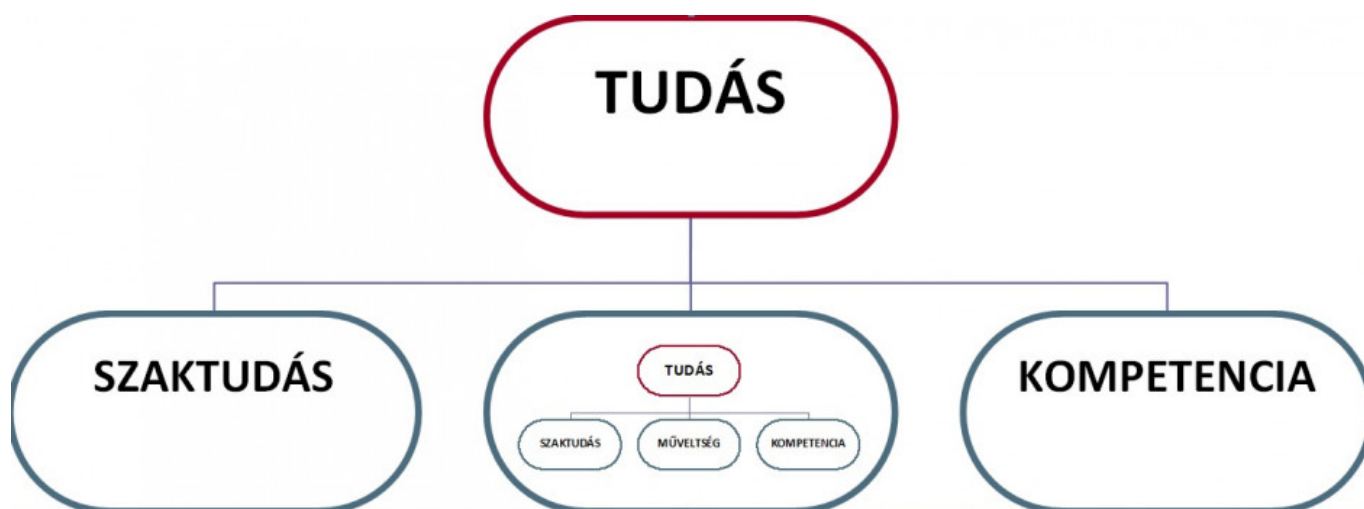 TUDÁS
SZAKTUDÁS
TUDÁS
SZAKTUDÁS MŰVELTSÉG KOMPETENCIA
KOMPETENCIA